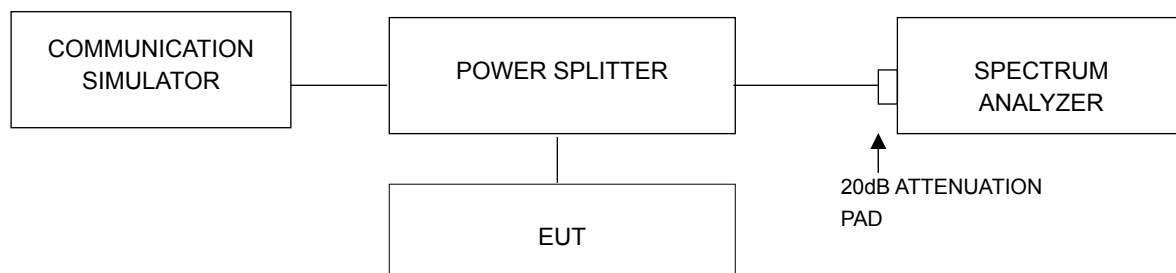 COMMUNICATION
SIMULATOR
POWER SPLITTER
SPECTRUM
ANALYZER
20dB ATTENUATION
PAD
EUT